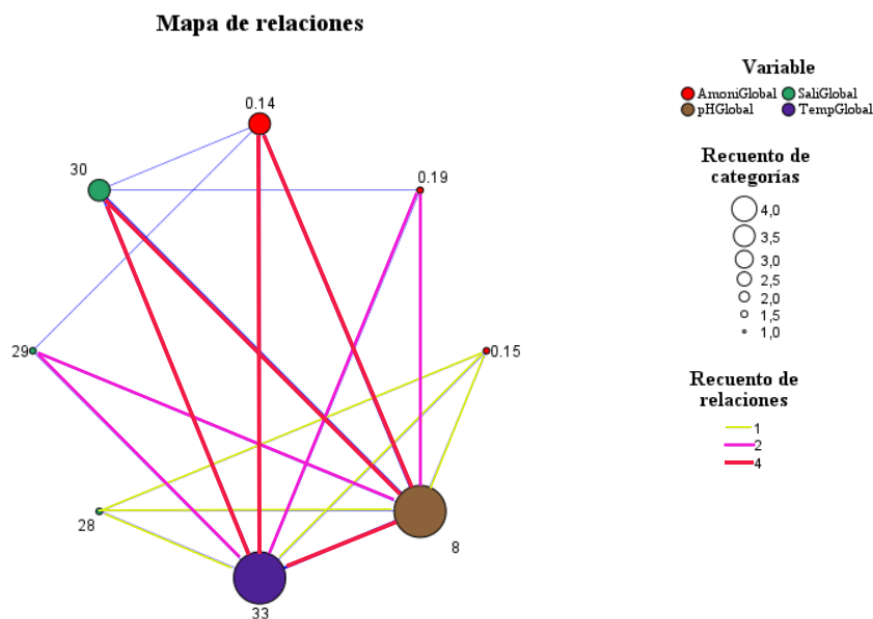 Mapa de relaciones
0.14
30
0.19
29
0.15
28
8
33
Variable
AmoniGlobal SaliGlobal
pHGlobal TempGlobal
Recuento de
categorías
4,0
3,5
3,0
2,5
2,0
1,5
1,0
Recuento de
relaciones
1
2
4